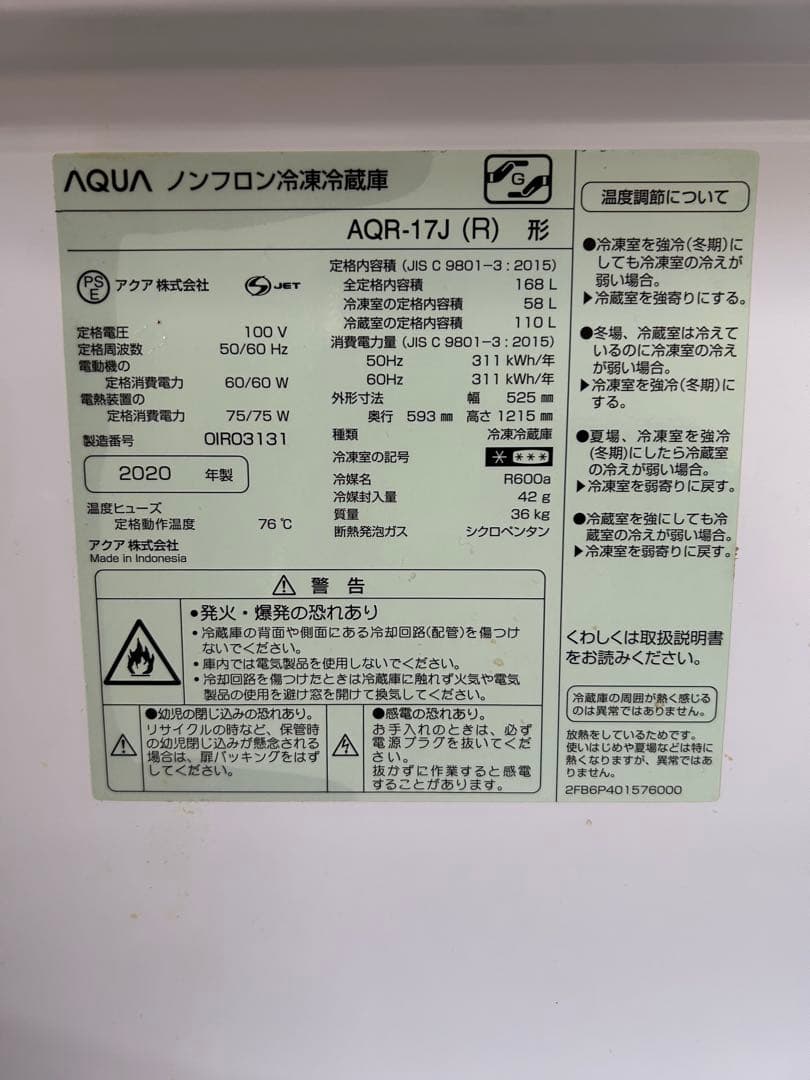 AQUA ノンフロン冷凍冷蔵庫
G
AQR-17J (R) 形
PS
E
アクア株式会社
JET
定格電圧 100 V
定格周波数 50/60 Hz
電動機の
定格消費電力 60/60 W
電熱装置の
定格消費電力 75/75 W
製造番号 OIR03131
2020 年製
温度ヒューズ
定格動作温度 76 ℃
アクア株式会社
Made in Indonesia
定格内容積 (JIS C 9801-3 : 2015)
全定格内容積 168 L
冷凍室の定格内容積 58 L
冷蔵室の定格内容積 110 L
消費電力量 (JIS C 9801-3 : 2015)
50Hz 311 kWh/年
60Hz 311 kWh/年
外形寸法 幅 525 ㎜
奥行 593 ㎜ 高さ 1215 ㎜
種類 冷凍冷蔵庫
冷凍室の記号
冷媒名 R600a
冷媒封入量 42 g
質量 36 kg
断熱発泡ガス シクロペンタン
警告
●発火・爆発の恐れあり
・冷蔵庫の背面や側面にある冷却回路(配管)を傷つけ
ないでください。
・庫内では電気製品を使用しないでください。
・冷却回路を傷つけたときは冷蔵庫に触れず火気や電気
製品の使用を避け窓を開けて換気してください。
●幼児の閉じ込みの恐れあり。
リサイクルの時など、保管時
の幼児閉じ込みが懸念される
場合は、扉パッキングをはず
してください。
●感電の恐れあり。
お手入れのときは、必ず
電源プラグを抜いてくだ
さい。
抜かずに作業すると感電
することがあります。
温度調節について
●冷凍室を強冷(冬期)に
しても冷凍室の冷えが
弱い場合。
▶冷蔵室を強寄りにする。
●冬場、冷蔵室は冷えて
いるのに冷凍室の冷え
が弱い場合。
▶冷凍室を強冷(冬期)に
する。
●夏場、冷凍室を強冷
(冬期)にしたら冷蔵室
の冷えが弱い場合。
▶冷凍室を弱寄りに戻す。
●冷蔵室を強にしても冷
蔵室の冷えが弱い場合。
▶冷凍室を弱寄りに戻す。
くわしくは取扱説明書
をお読みください。
冷蔵庫の周囲が熱く感じる
のは異常ではありません。
放熱をしているためです。
使いはじめや夏場などは特に
熱くなりますが、異常ではあ
りません。
2FB6P401576000